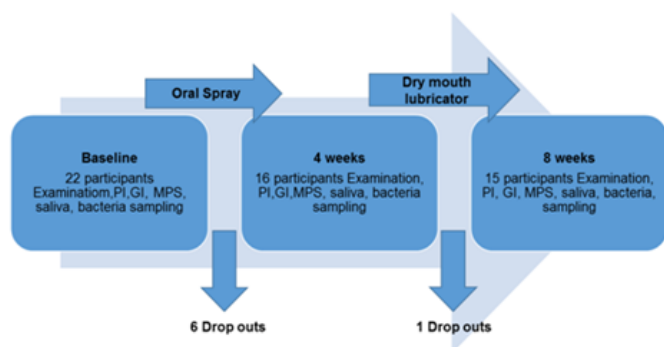 Oral Spray
Dry mouth
lubricator
Baseline
22 participants
Examinatiom,PI,GI, MPS,
saliva, bacteria sampling
4 weeks
16 participants Examination,
PI,GI,MPS, saliva, bacteria
sampling
8 weeks
15 participants Examination,
PI, GI, MPS, saliva, bacteria,
sampling
6 Drop outs
1 Drop outs